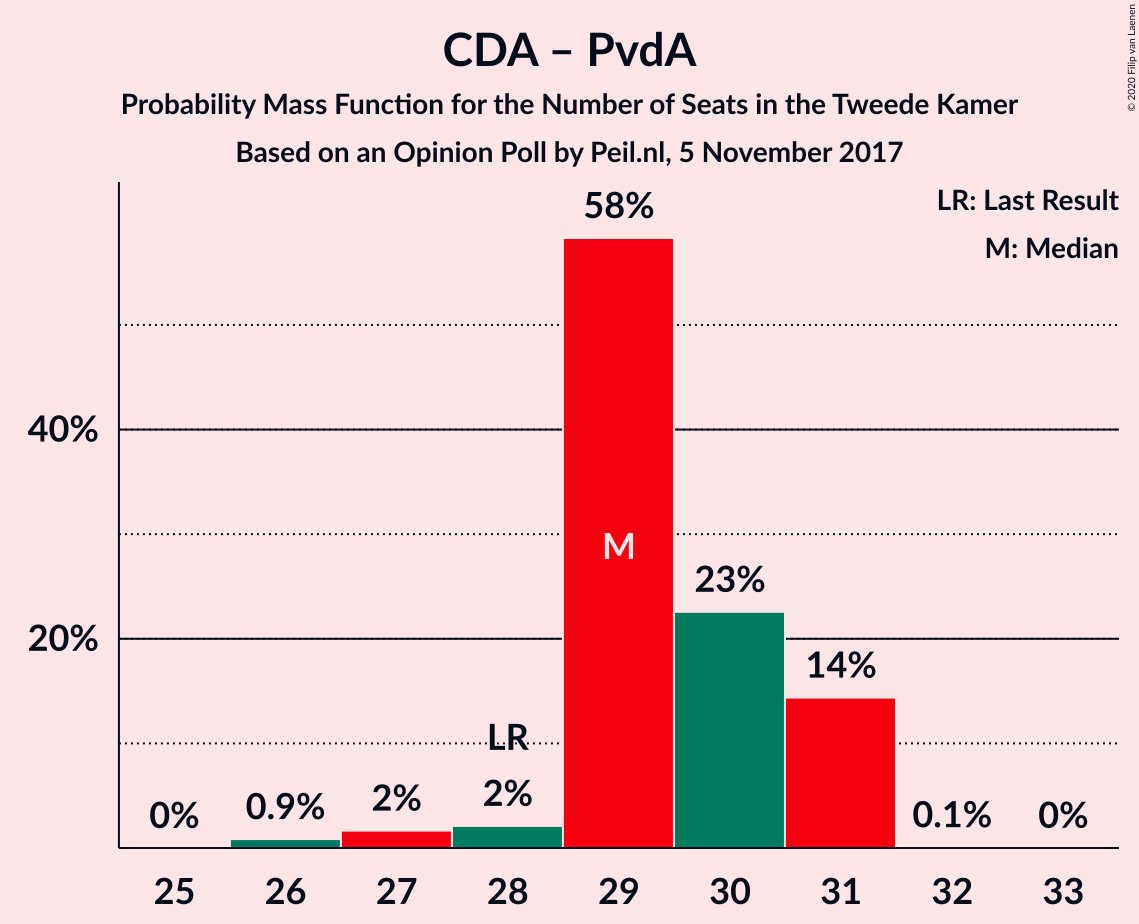 CDA – PvdA
Probability Mass Function for the Number of Seats in the Tweede Kamer
Based on an Opinion Poll by Peil.nl, 5 November 2017
© 2020 Filip van Laenen
LR: Last Result
M: Median
58%
40%
M
23%
20%
14%
LR
0%
0.9%
2%
2%
0.1%
0%
25
26
27
28
29
30
31
32
33